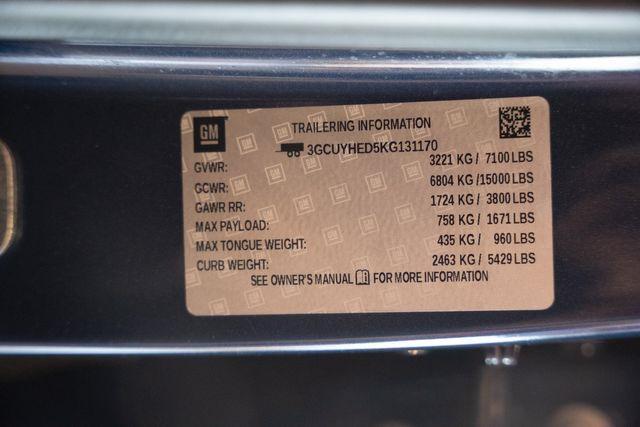 GM
TRAILERING INFORMATION
3GCUYHED5KG131170
GVWR: 3221 KG / 7100 LBS
GCWR: 6804 KG /15000 LBS
GAWR RR: 1724 KG / 3800 LBS
MAX PAYLOAD: 758 KG / 1671 LBS
MAX TONGUE WEIGHT: 435 KG / 960 LBS
CURB WEIGHT: 2463 KG / 5429 LBS
SEE OWNER'S MANUAL FOR MORE INFORMATION